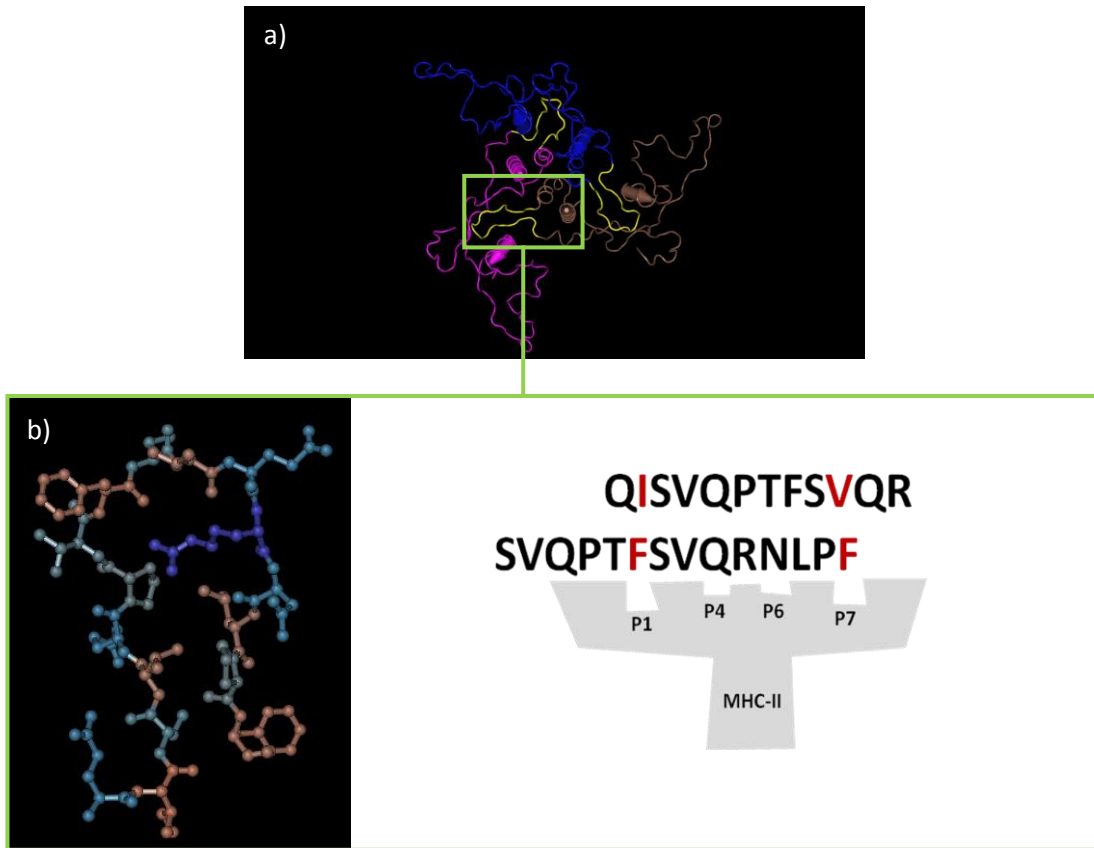 a)
b)
QISVQPTFSVQR
SVQPTFSVQRNLPF
P1 P4 P6 P7
MHC-II